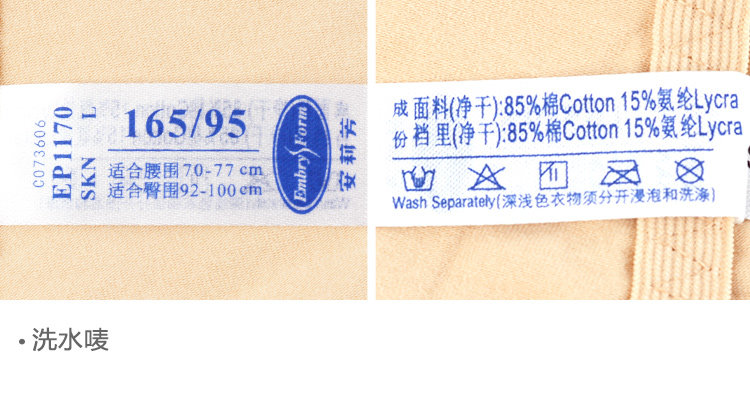 C073606
EP1170
SKN L
165/95
适合腰围70-77cm
适合臀围92-100cm
Embry Form
安莉芳
成份
面料(净干):85%棉Cotton 15%氨纶Lycra
裆里(净干):85%棉Cotton 15%氨纶Lycra
Wash Separately(深浅色衣物须分开浸泡和洗涤)
• 洗水唛